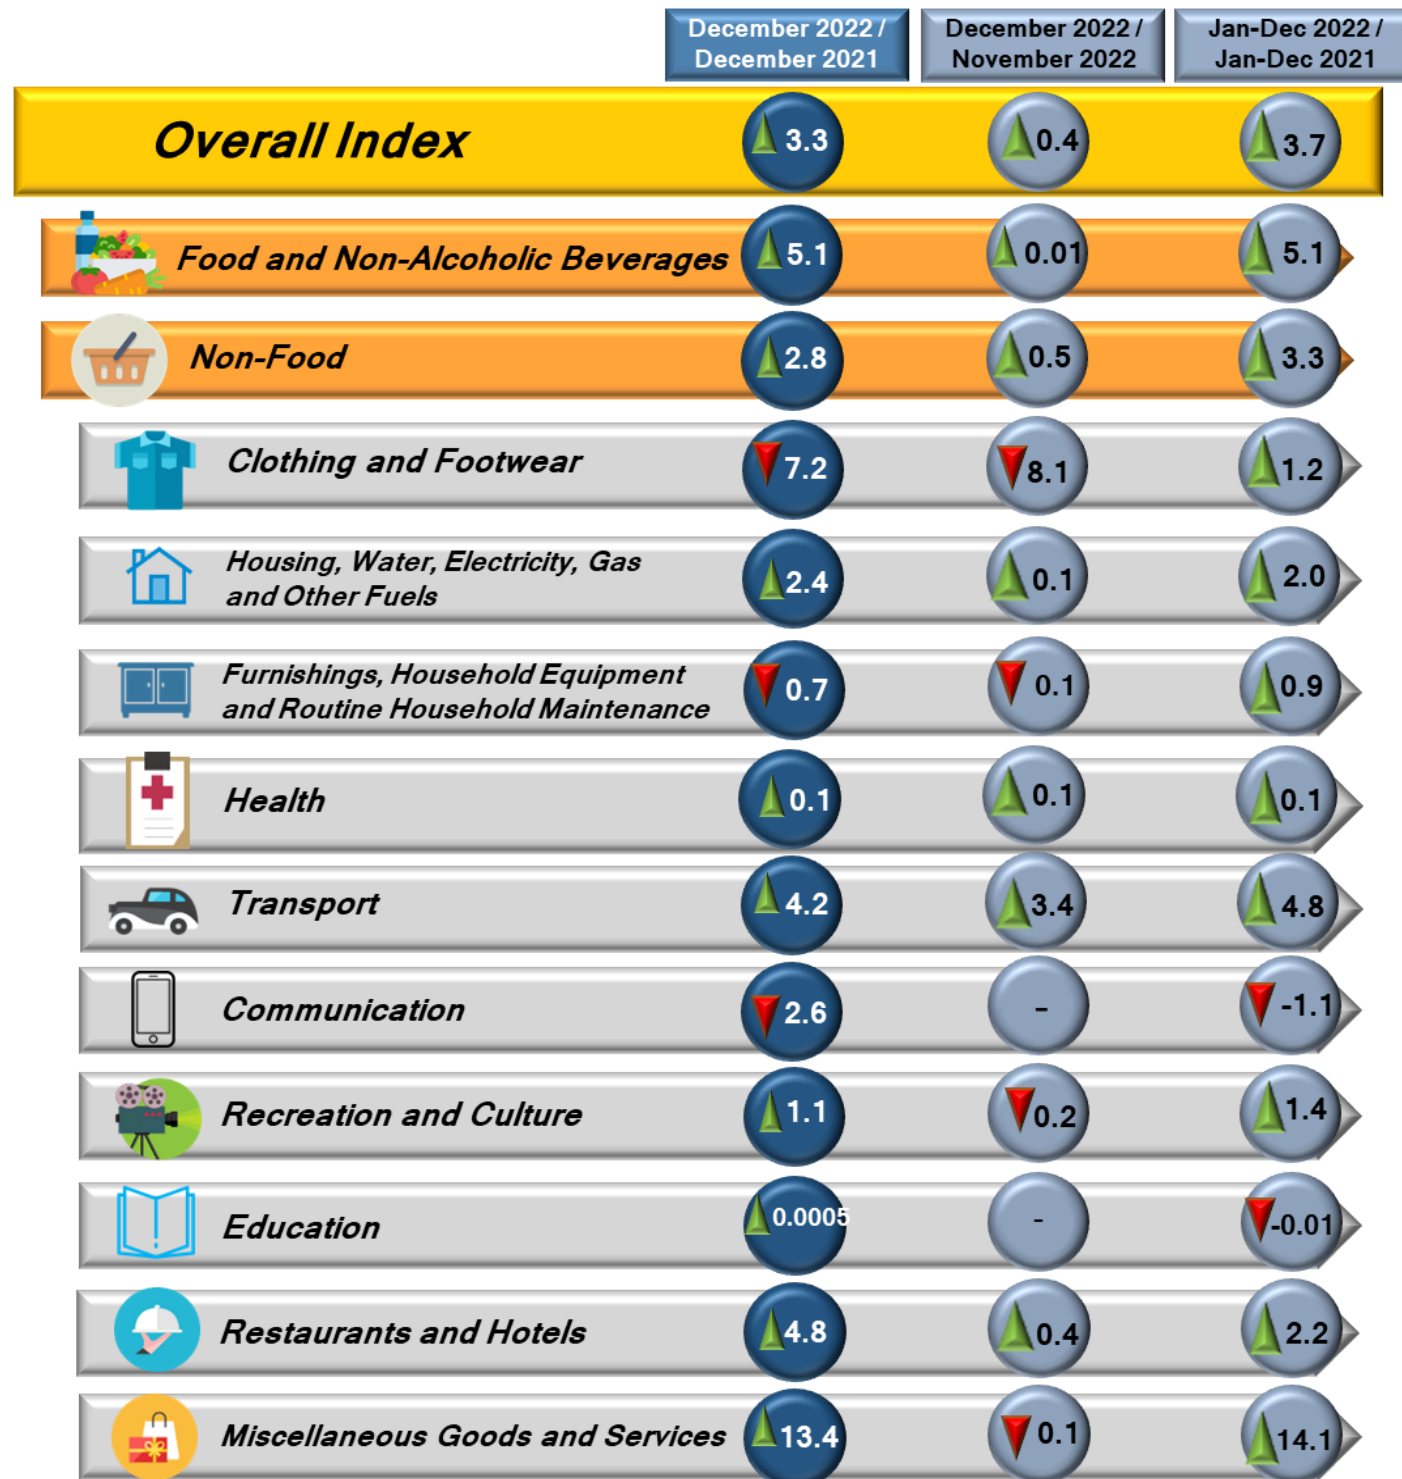 December 2022 /
December 2021
December 2022 /
November 2022
Jan-Dec 2022 /
Jan-Dec 2021
Overall Index 3.3 0.4 3.7
Food and Non-Alcoholic Beverages 5.1 0.01 5.1
Non-Food 2.8 0.5 3.3
Clothing and Footwear 7.2 8.1 1.2
Housing, Water, Electricity, Gas
and Other Fuels
2.4 0.1 2.0
Furnishings, Household Equipment
and Routine Household Maintenance
0.7 0.1 0.9
Health 0.1 0.1 0.1
Transport 4.2 3.4 4.8
Communication 2.6 - -1.1
Recreation and Culture 1.1 0.2 1.4
Education 0.0005 - -0.01
Restaurants and Hotels 4.8 0.4 2.2
Miscellaneous Goods and Services 13.4 0.1 14.1